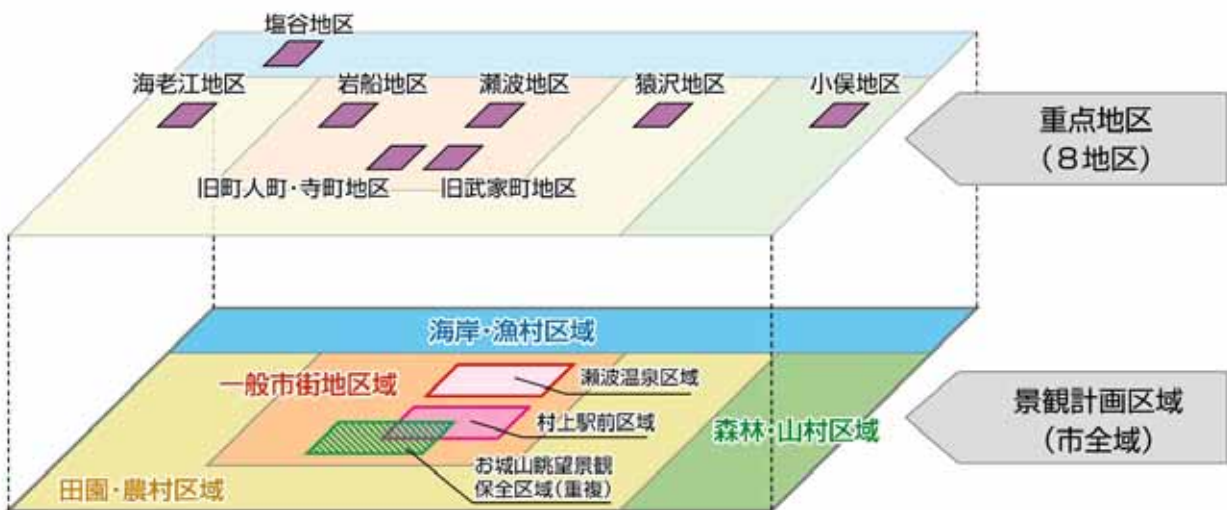 塩谷地区
海老江地区
岩船地区
瀬波地区
猿沢地区
小俣地区
旧町人町・寺町地区
旧武家町地区
重点地区
（8地区）
海岸・漁村区域
一般市街地区域
瀬波温泉区域
村上駅前区域
森林・山村区域
お城山眺望景観
保全区域（重複）
田園・農村区域
景観計画区域
（市全域）